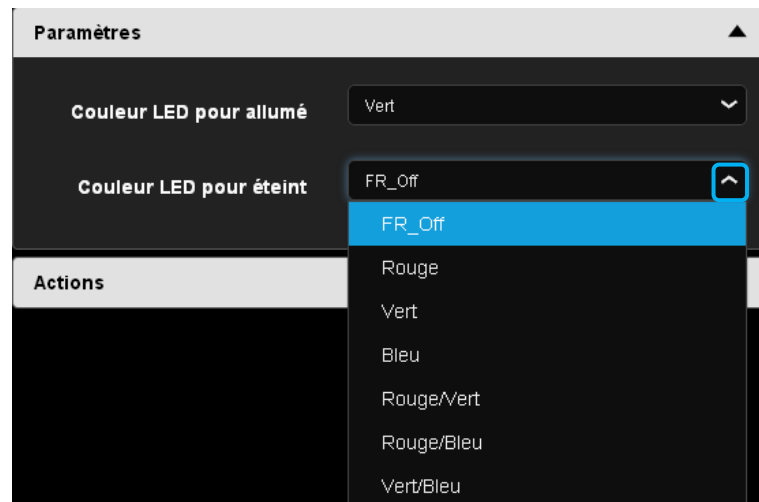 Paramètres
Couleur LED pour allumé
Vert
Couleur LED pour éteint
FR_Off
FR_Off
Rouge
Actions
Vert
Bleu
Rouge/Vert
Rouge/Bleu
Vert/Bleu